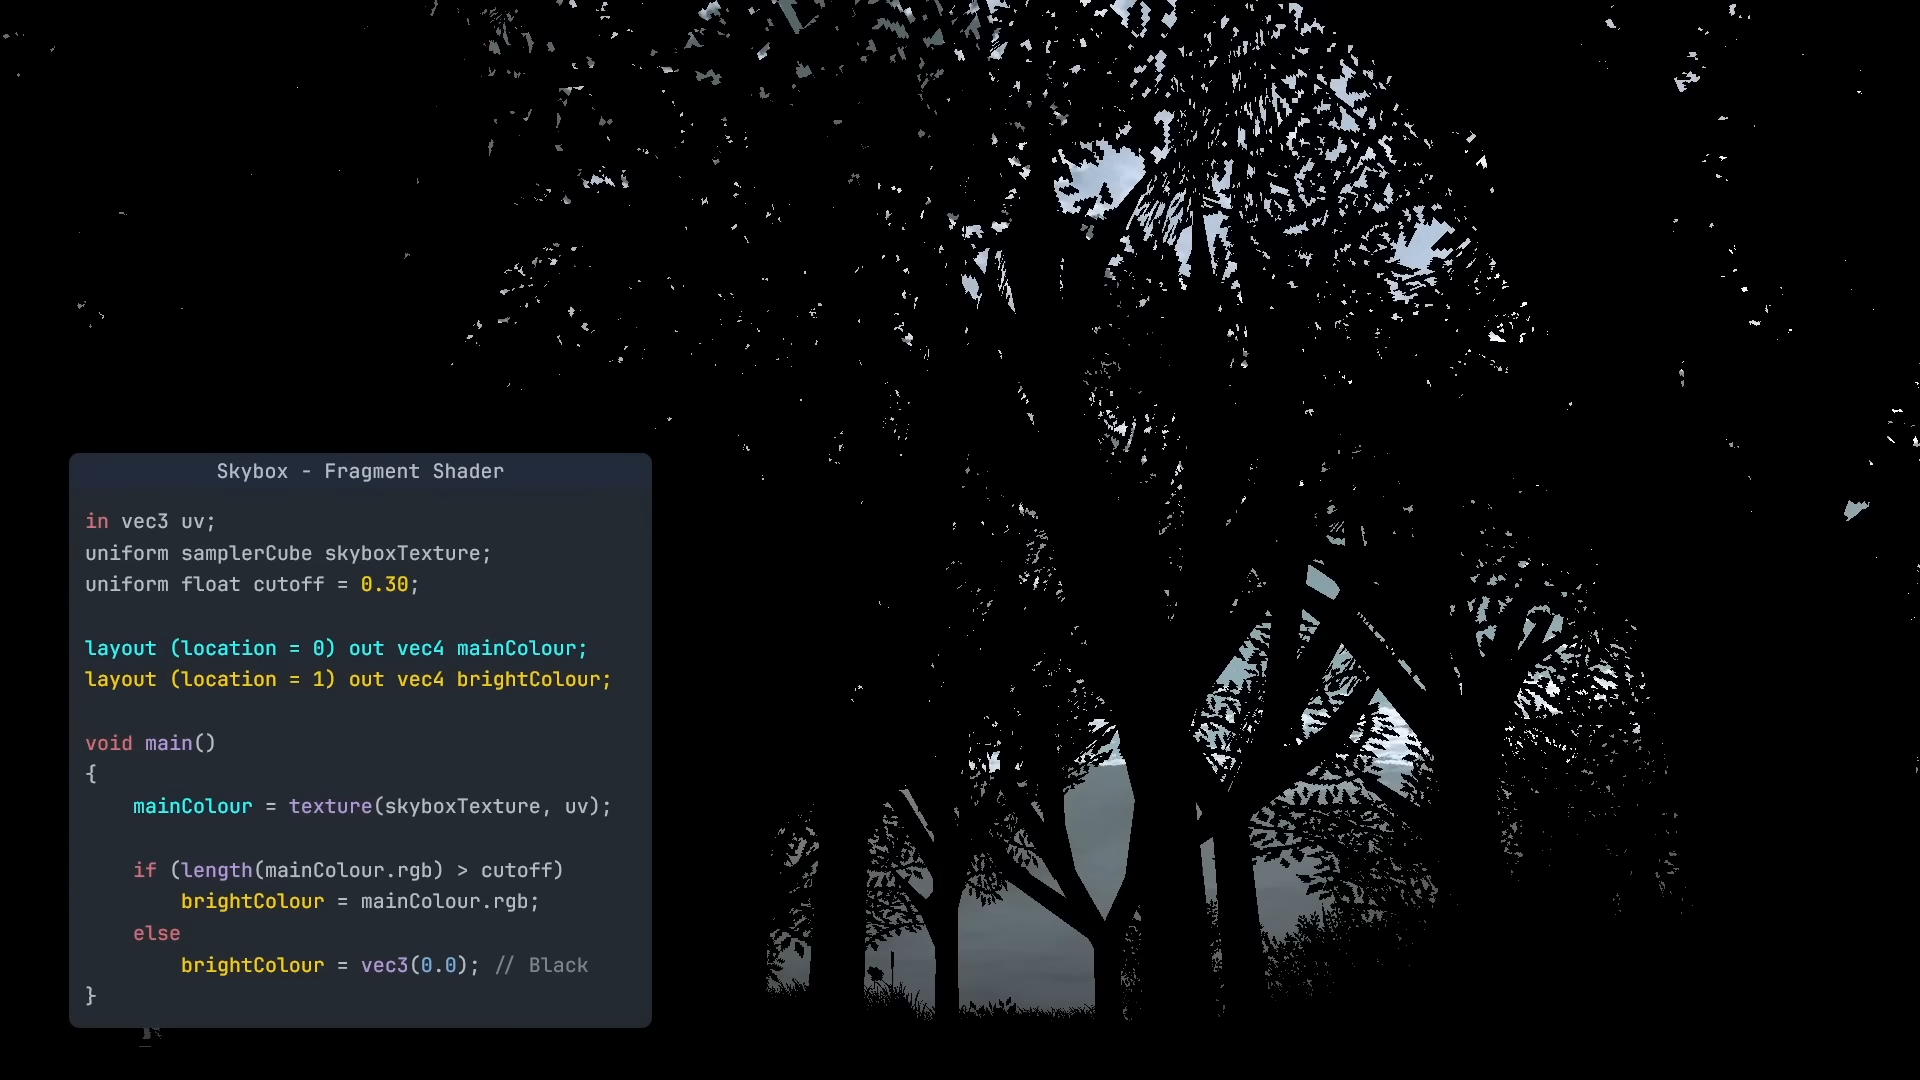 Skybox - Fragment Shader
in vec3 uv;
uniform samplerCube skyboxTexture;
uniform float cutoff = 0.30;
layout (location = 0) out vec4 mainColour;
layout (location = 1) out vec4 brightColour;
void main()
{
    mainColour = texture(skyboxTexture, uv);
    if (length(mainColour.rgb) > cutoff)
        brightColour = mainColour.rgb;
    else
        brightColour = vec3(0.0); // Black
}